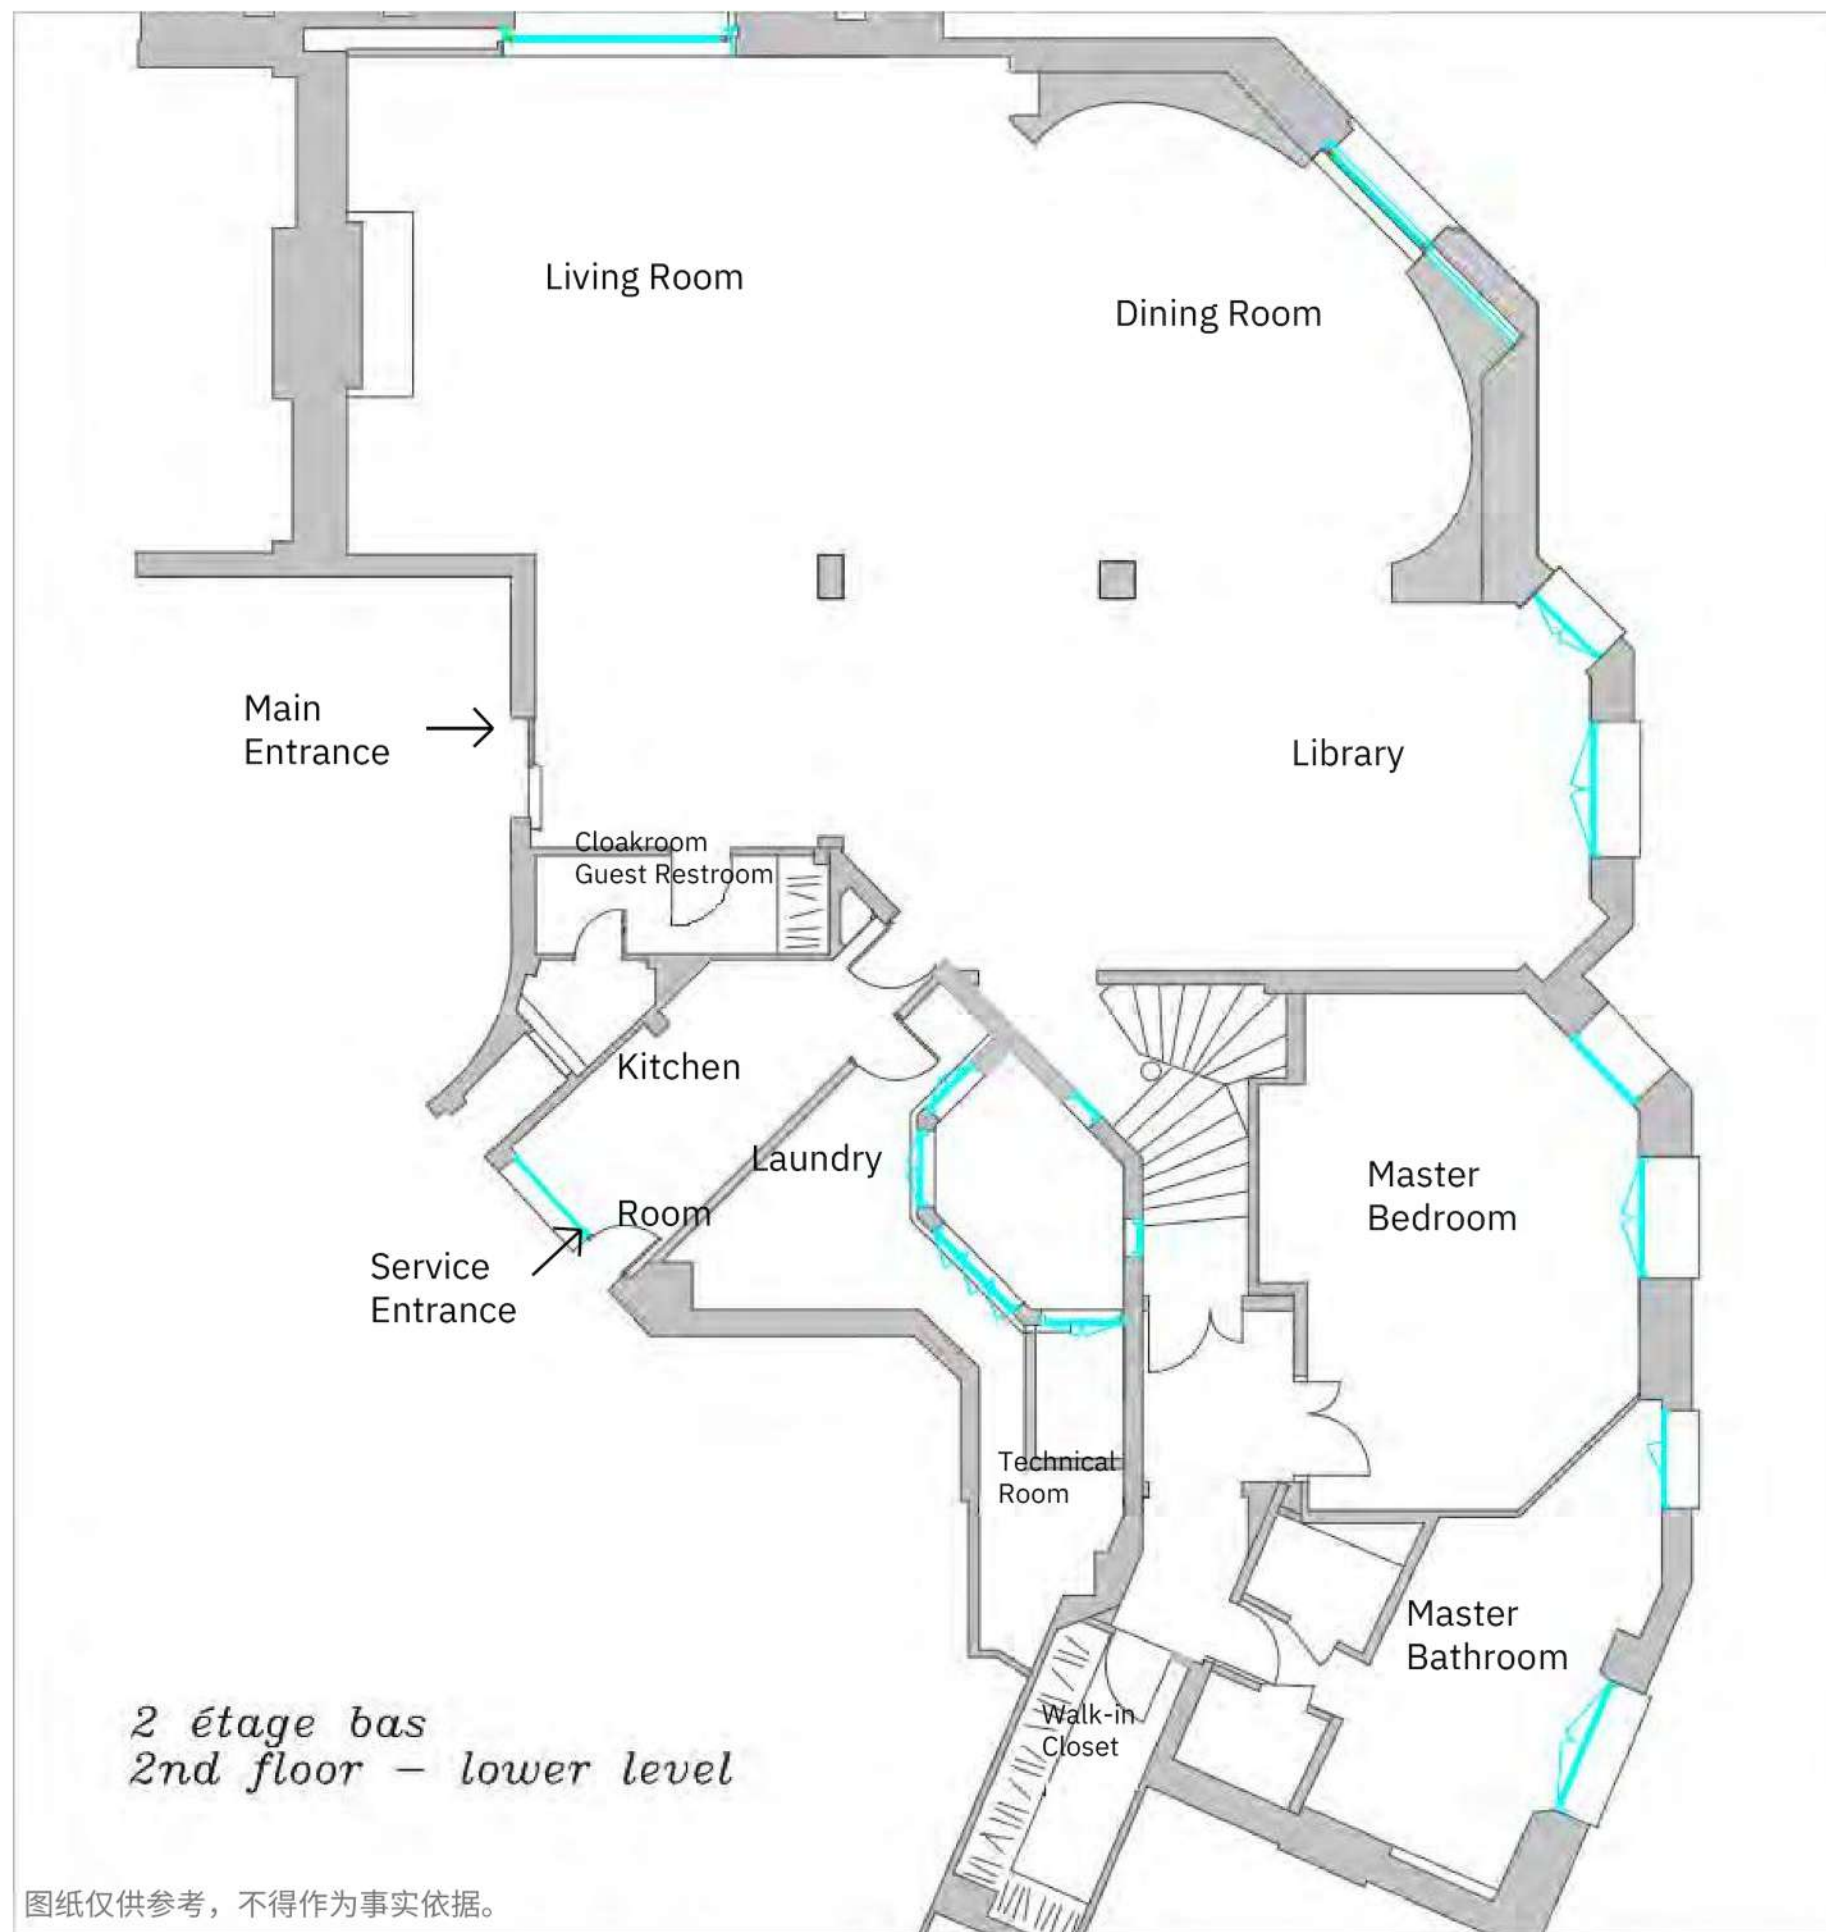 Living Room
Dining Room
Main
Entrance
Library
Cloakroom
Guest Restroom
Kitchen
Laundry
Room
Service
Entrance
Master
Bedroom
Technical
Room
Master
Bathroom
Walk-in
Closet
2 étage bas
2nd floor – lower level
图纸仅供参考，不得作为事实依据。